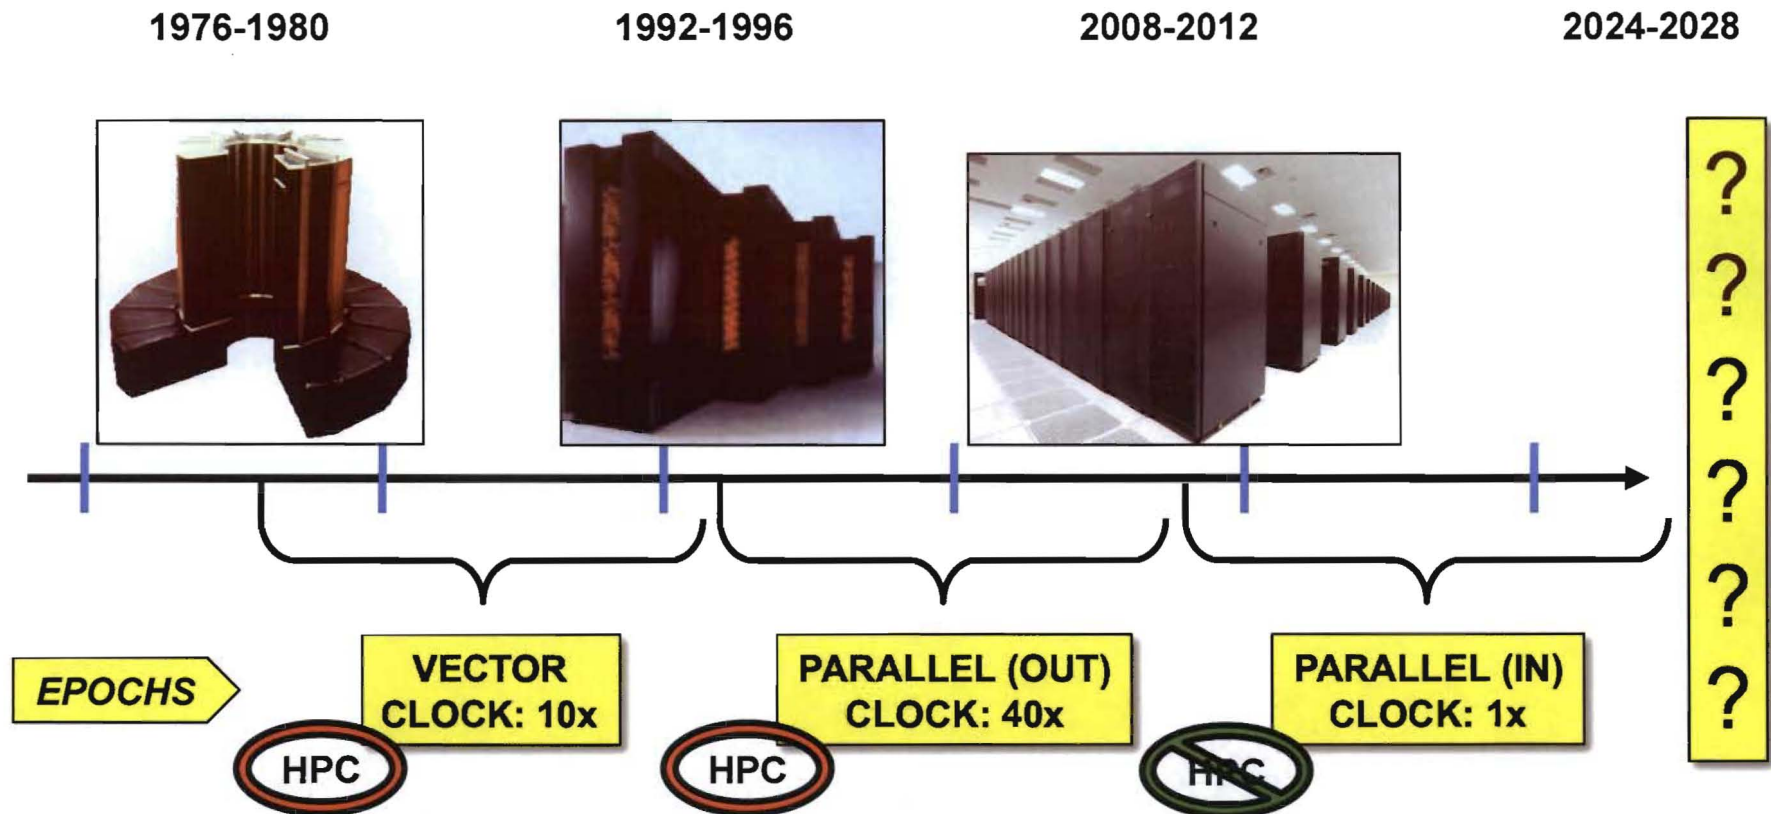 1976-1980
1992-1996
2008-2012
2024-2028
?
?
?
?
?
?
EPOCHS
VECTOR
CLOCK: 10x
PARALLEL (OUT)
CLOCK: 40x
PARALLEL (IN)
CLOCK: 1x
HPC
HPC
HPC